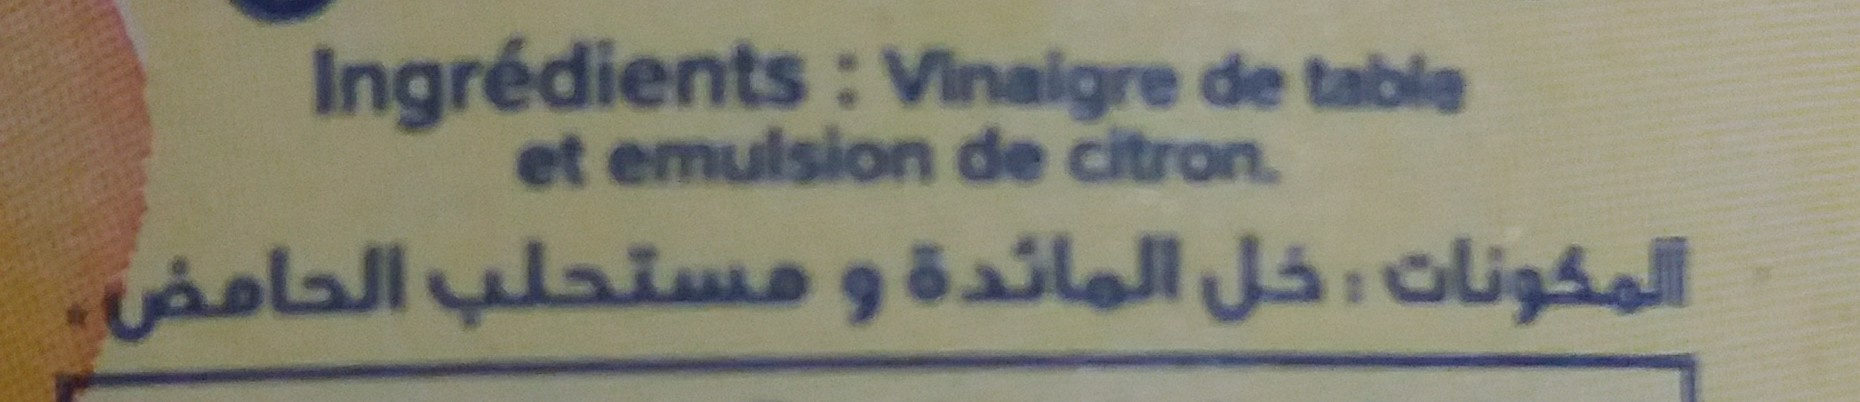 Ingrédients : Vinaigre de table
et emulsion de citron.
المكونات : خل المائدة و مستحلب الحامض.